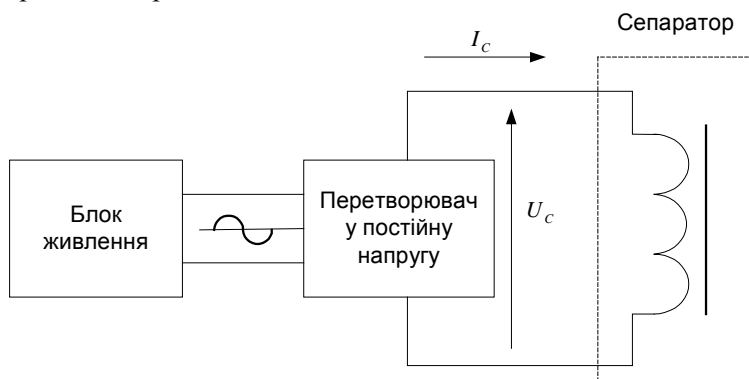 Сепаратор
I_C
Блок
живлення
Перетворювач
у постійну
напругу
U_C